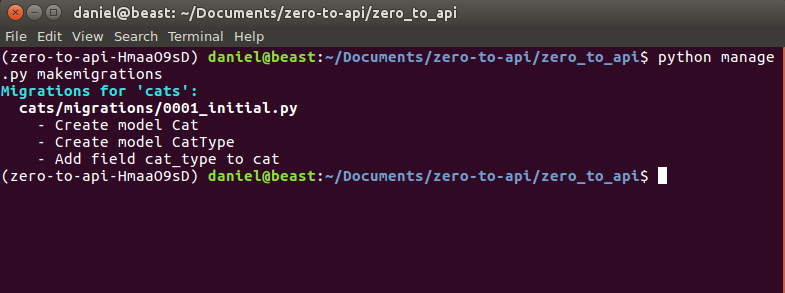 daniel@beast: ~/Documents/zero-to-api/zero_to_api
File Edit View Search Terminal Help
(zero-to-api-HmaaO9sD) daniel@beast:~/Documents/zero-to-api/zero_to_api$ python manage
.py makemigrations
Migrations for 'cats':
  cats/migrations/0001_initial.py
    - Create model Cat
    - Create model CatType
    - Add field cat_type to cat
(zero-to-api-HmaaO9sD) daniel@beast:~/Documents/zero-to-api/zero_to_api$